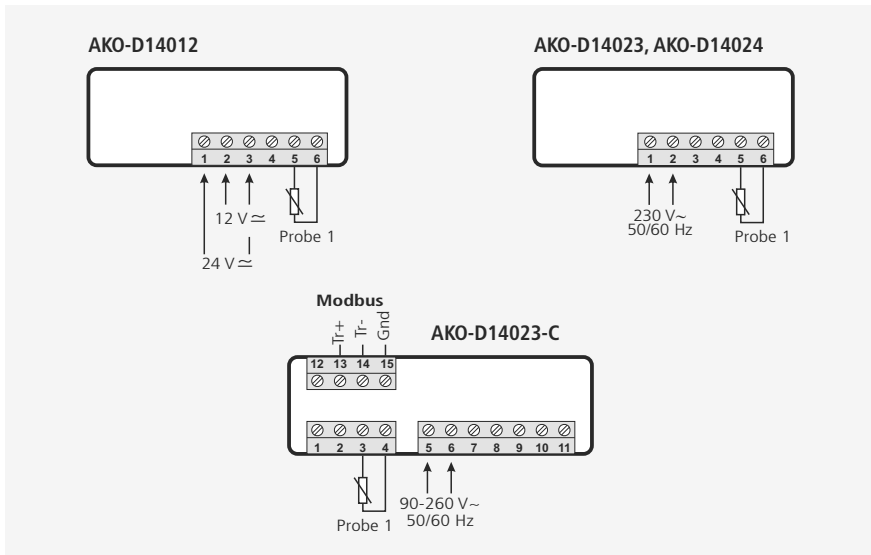 AKO-D14012
1 2 3 4 5 6
12 V ≂
Probe 1
24 V ≂
AKO-D14023, AKO-D14024
1 2 3 4 5 6
230 V~
50/60 Hz
Probe 1
Modbus
Tr+ Tr- Gnd
AKO-D14023-C
12 13 14 15
1 2 3 4
5 6 7 8 9 10 11
Probe 1
90-260 V~
50/60 Hz